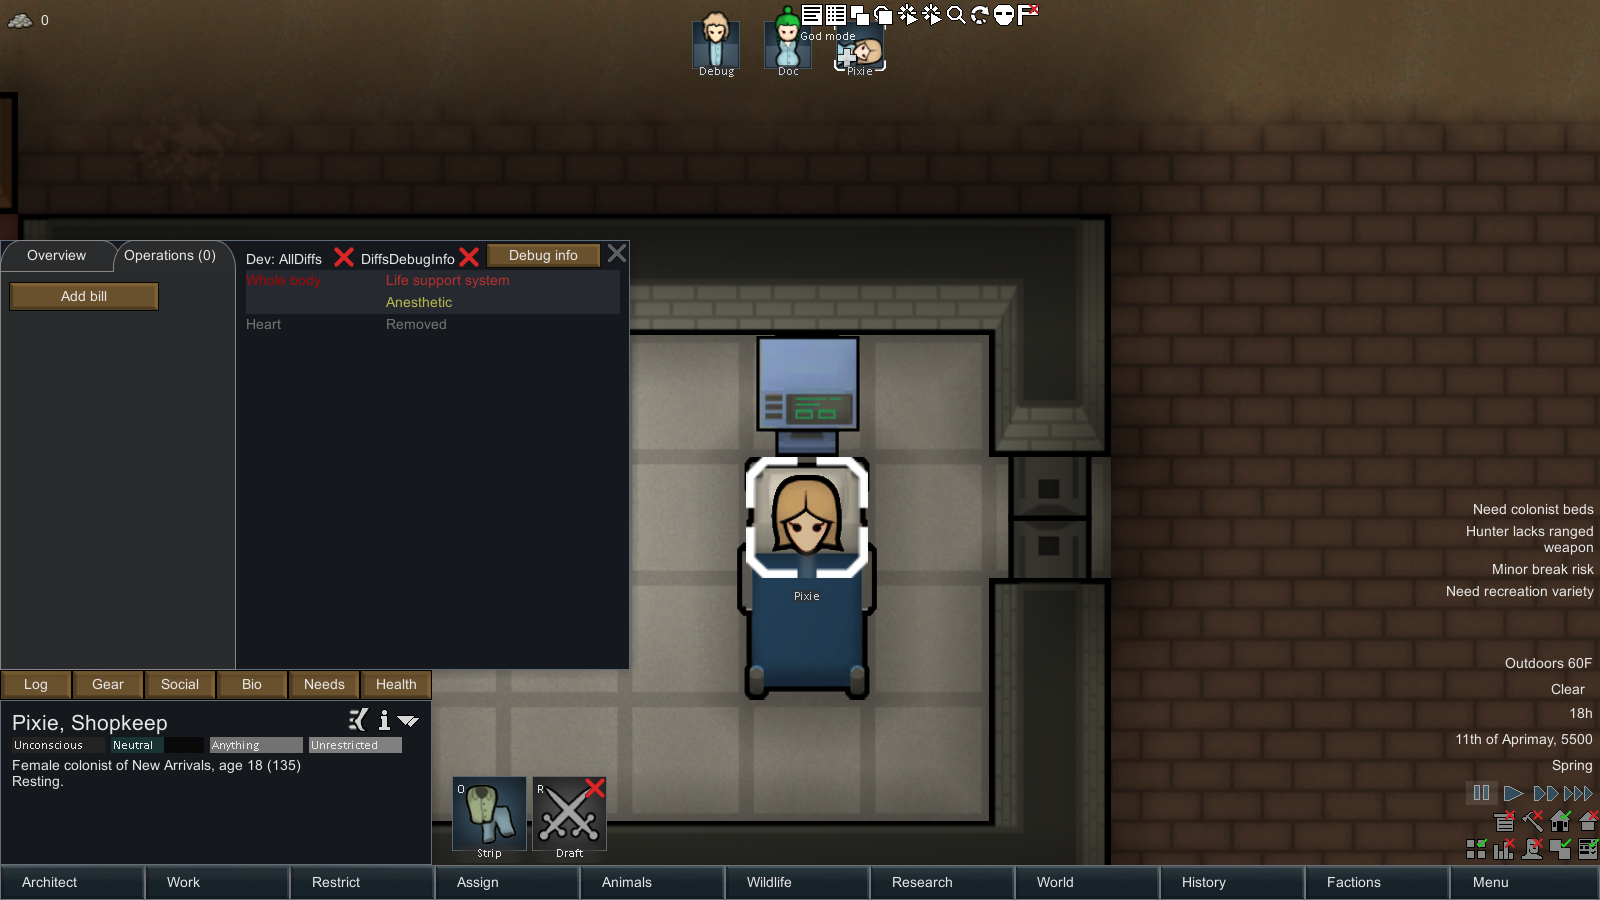 0
God mode
Debug
Doc
Pixie
Overview
Operations (0)
Dev: AllDiffs
DiffsDebugInfo
Debug info
Add bill
Whole body
Life support system
Anesthetic
Heart
Removed
Pixie
Need colonist beds
Hunter lacks ranged
weapon
Minor break risk
Need recreation variety
Outdoors 60F
Clear
18h
11th of Aprimay, 5500
Spring
Log
Gear
Social
Bio
Needs
Health
Pixie, Shopkeep
Unconscious
Neutral
Anything
Unrestricted
Female colonist of New Arrivals, age 18 (135)
Resting.
O
Strip
R
Draft
Architect
Work
Restrict
Assign
Animals
Wildlife
Research
World
History
Factions
Menu